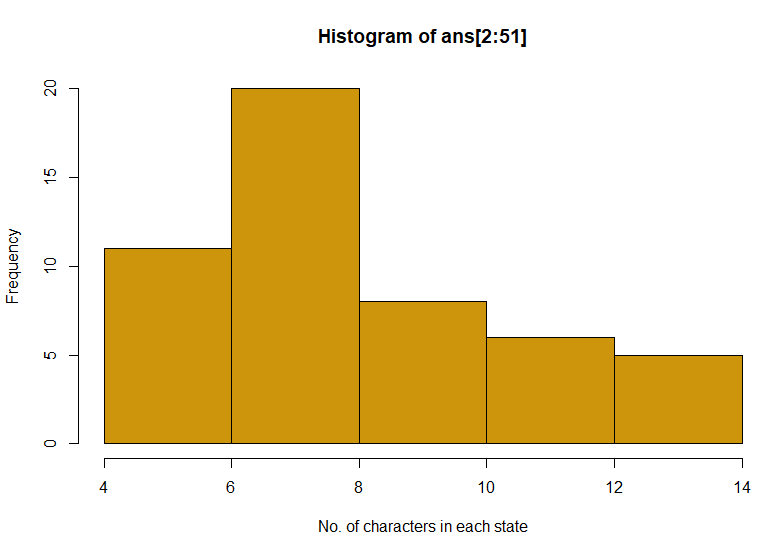 Histogram of ans[2:51]
20
15
10
5
0
Frequency
4 6 8 10 12 14
No. of characters in each state